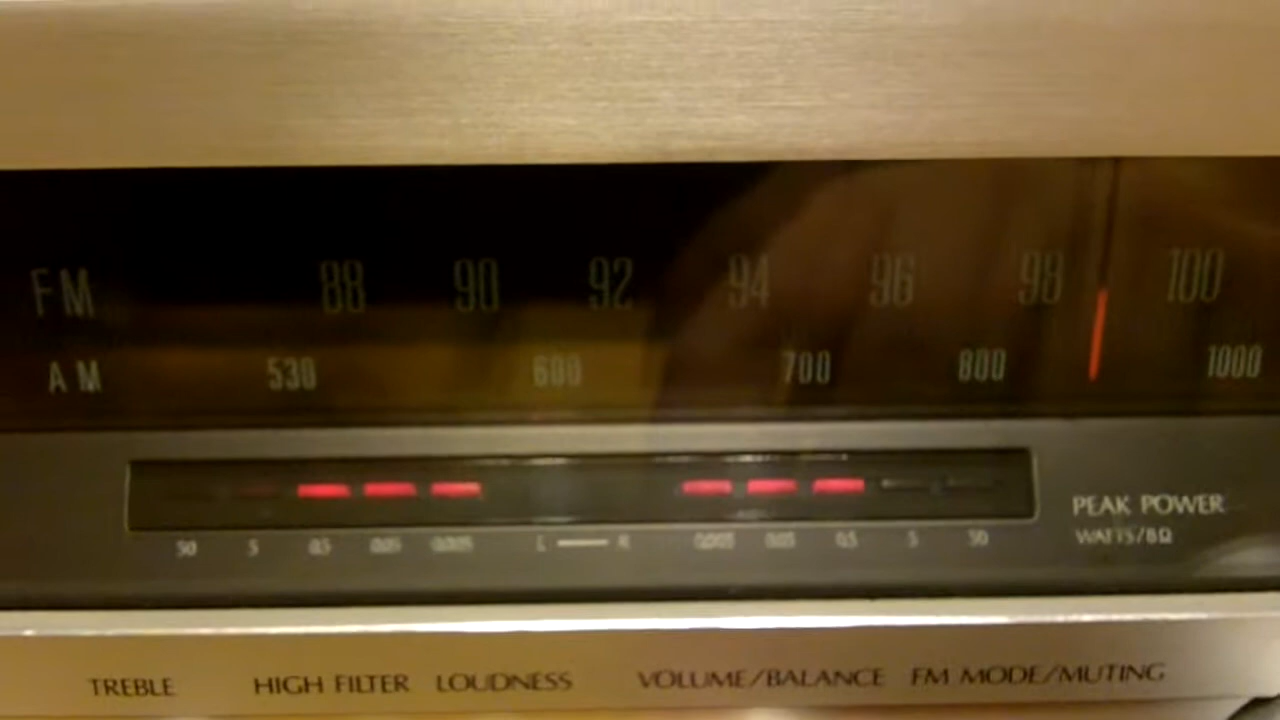 FM 88 90 92 94 96 98 100
AM 530 600 700 800 1000
50 5 0.5 0.05 0.005 L R 0.005 0.05 0.5 5 50
PEAK POWER
WATTS/8Ω
TREBLE HIGH FILTER LOUDNESS VOLUME/BALANCE FM MODE/MUTING